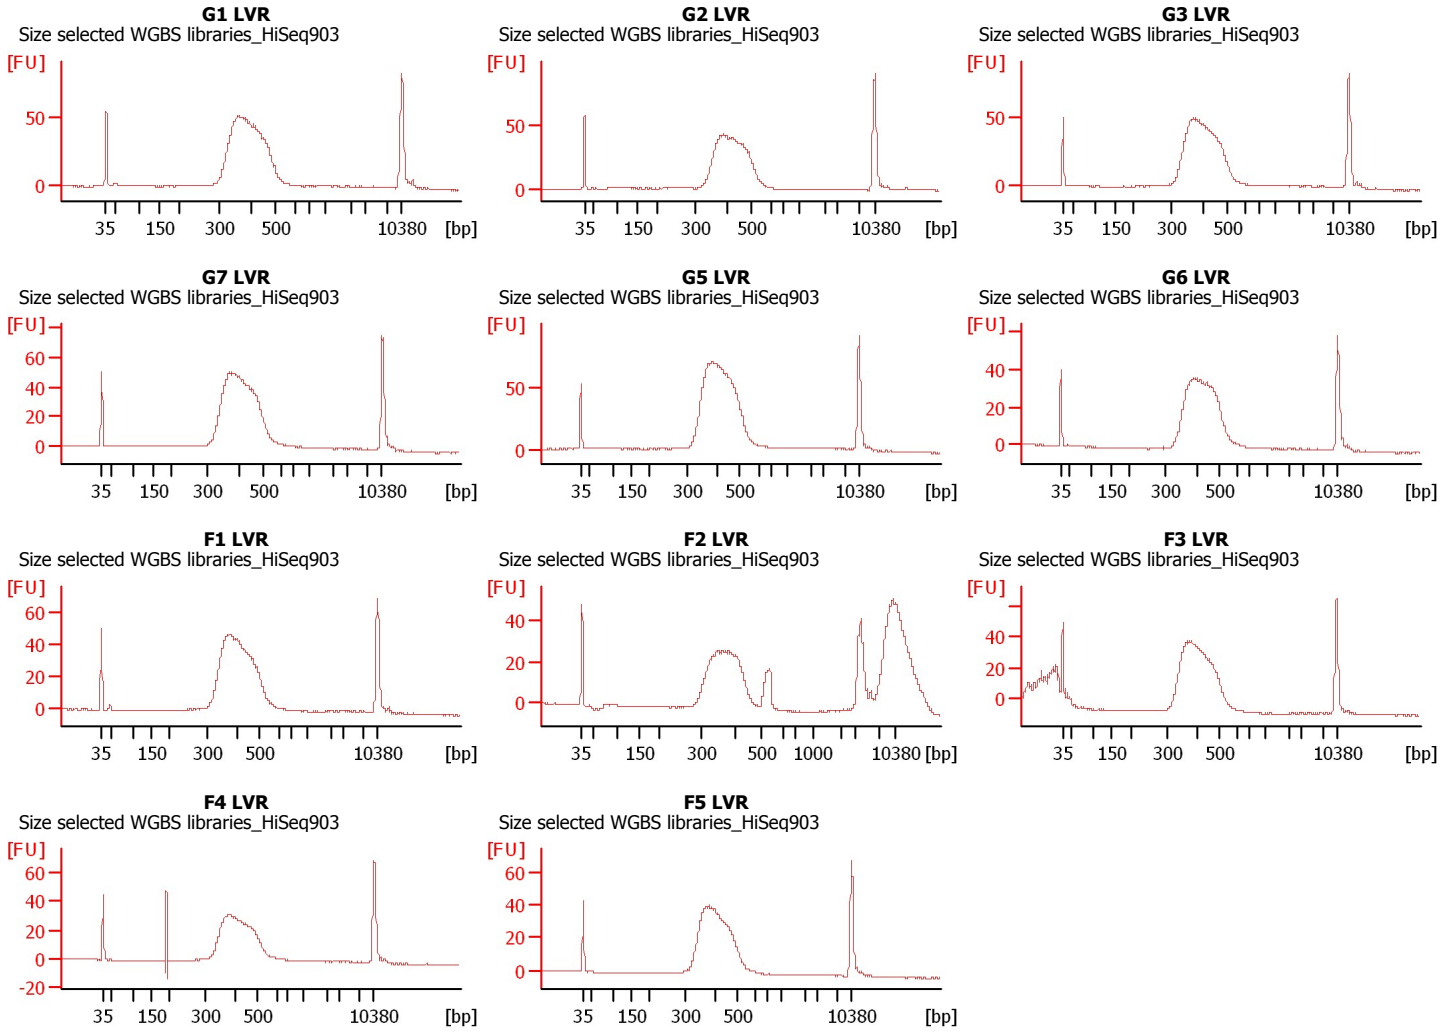 G1 LVR
Size selected WGBS libraries_HiSeq903
[FU]
50
0
35 150 300 500 10380 [bp]
G2 LVR
Size selected WGBS libraries_HiSeq903
[FU]
50
0
35 150 300 500 10380 [bp]
G3 LVR
Size selected WGBS libraries_HiSeq903
[FU]
50
0
35 150 300 500 10380 [bp]
G7 LVR
Size selected WGBS libraries_HiSeq903
[FU]
60
40
20
0
35 150 300 500 10380 [bp]
G5 LVR
Size selected WGBS libraries_HiSeq903
[FU]
50
0
35 150 300 500 10380 [bp]
G6 LVR
Size selected WGBS libraries_HiSeq903
[FU]
40
20
0
35 150 300 500 10380 [bp]
F1 LVR
Size selected WGBS libraries_HiSeq903
[FU]
60
40
20
0
35 150 300 500 10380 [bp]
F2 LVR
Size selected WGBS libraries_HiSeq903
[FU]
40
20
0
35 150 300 500 1000 10380 [bp]
F3 LVR
Size selected WGBS libraries_HiSeq903
[FU]
40
20
0
35 150 300 500 10380 [bp]
F4 LVR
Size selected WGBS libraries_HiSeq903
[FU]
60
40
20
0
-20
35 150 300 500 10380 [bp]
F5 LVR
Size selected WGBS libraries_HiSeq903
[FU]
60
40
20
0
35 150 300 500 10380 [bp]